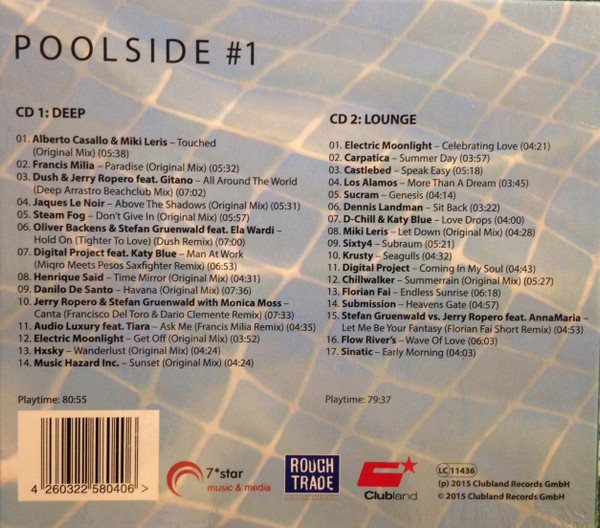 POOLSIDE #1
CD 1: DEEP
01. Alberto Casallo & Miki Leris – Touched
(Original Mix) (05:38)
02. Francis Milia – Paradise (Original Mix) (05:32)
03. Dush & Jerry Ropero feat. Gitano – All Around The World
(Deep Arrastro Beachclub Mix) (07:02)
04. Jaques Le Noir – Above The Shadows (Original Mix) (05:31)
05. Steam Fog – Don't Give In (Original Mix) (05:57)
06. Oliver Backens & Stefan Gruenwald feat. Ela Wardi –
Hold On (Tighter To Love) (Dush Remix) (07:00)
07. Digital Project feat. Katy Blue – Man At Work
(Miqro Meets Pesos Saxfighter Remix) (06:53)
08. Henrique Said – Time Mirror (Original Mix) (04:31)
09. Danilo De Santo – Havana (Original Mix) (07:36)
10. Jerry Ropero & Stefan Gruenwald with Monica Moss –
Canta (Francisco Del Toro & Dario Clemente Remix) (07:33)
11. Audio Luxury feat. Tiara – Ask Me (Francis Milia Remix) (04:35)
12. Electric Moonlight – Get Off (Original Mix) (03:52)
13. Hxsky – Wanderlust (Original Mix) (04:24)
14. Music Hazard Inc. – Sunset (Original Mix) (04:24)
Playtime: 80:55
CD 2: LOUNGE
01. Electric Moonlight – Celebrating Love (04:21)
02. Carpatica – Summer Day (03:57)
03. Castlebed – Speak Easy (05:18)
04. Los Alamos – More Than A Dream (03:45)
05. Sucram – Genesis (04:14)
06. Dennis Landman – Sit Back (03:22)
07. D-Chill & Katy Blue – Love Drops (04:00)
08. Miki Leris – Let Down (Original Mix) (04:28)
09. Sixty4 – Subraum (05:21)
10. Krusty – Seagulls (04:32)
11. Digital Project – Coming In My Soul (04:43)
12. Chillwalker – Summerrain (Original Mix) (05:27)
13. Florian Fai – Endless Sunrise (06:18)
14. Submission – Heavens Gate (04:57)
15. Stefan Gruenwald vs. Jerry Ropero feat. AnnaMaria –
Let Me Be Your Fantasy (Florian Fai Short Remix) (04:53)
16. Flow River's – Wave Of Love (06:03)
17. Sinatic – Early Morning (04:03)
Playtime: 79:37
4 260322 580406 >
7*star
music & media
ROUGH
TRADE
Clubland
LC 11436
(p) 2015 Clubland Records GmbH
© 2015 Clubland Records GmbH